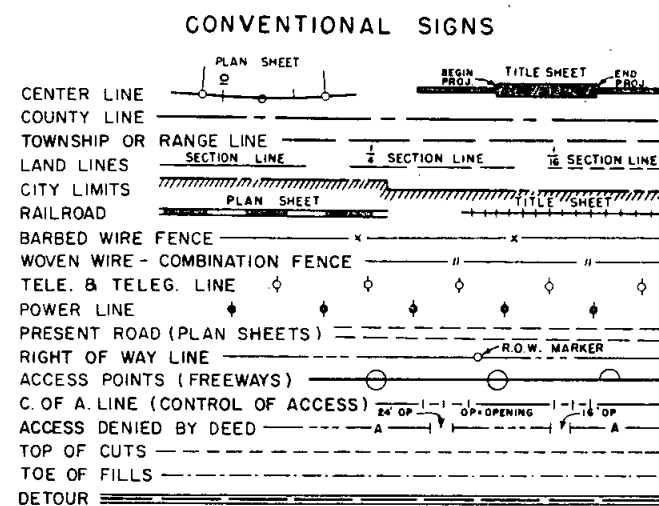 CONVENTIONAL SIGNS
PLAN SHEET
10
BEGIN PROJ.
TITLE SHEET
END PROJ.
CENTER LINE
COUNTY LINE
TOWNSHIP OR RANGE LINE
LAND LINES SECTION LINE 1/4 SECTION LINE 1/16 SECTION LINE
CITY LIMITS
RAILROAD PLAN SHEET TITLE SHEET
BARBED WIRE FENCE x x
WOVEN WIRE - COMBINATION FENCE // //
TELE. & TELEG. LINE
POWER LINE
PRESENT ROAD (PLAN SHEETS)
RIGHT OF WAY LINE R.O.W. MARKER
ACCESS POINTS (FREEWAYS)
C. OF A. LINE (CONTROL OF ACCESS)
24' OP OP=OPENING 16' OP
ACCESS DENIED BY DEED A A
TOP OF CUTS
TOE OF FILLS
DETOUR